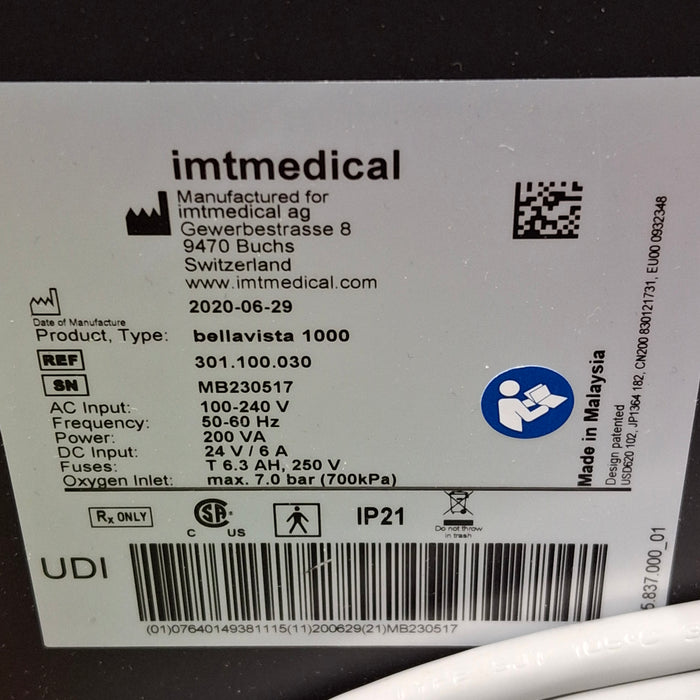 imtmedical
Manufactured for
imtmedical ag
Gewerbestrasse 8
9470 Buchs
Switzerland
www.imtmedical.com
2020-06-29
Date of Manufacture
Product, Type: bellavista 1000
REF 301.100.030
SN MB230517
AC Input: 100-240 V
Frequency: 50-60 Hz
Power: 200 VA
DC Input: 24 V / 6 A
Fuses: T 6.3 AH, 250 V
Oxygen Inlet: max. 7.0 bar (700kPa)
Made in Malaysia
Design patented
USD620 102, JP1364 182, CN200 830121731, EU00 0932348
Rx ONLY
C SA ® C US
IP21
Do not throw
in trash
UDI
(01)07640149381115(11)200629(21)MB230517
5.837.000_01
105°C